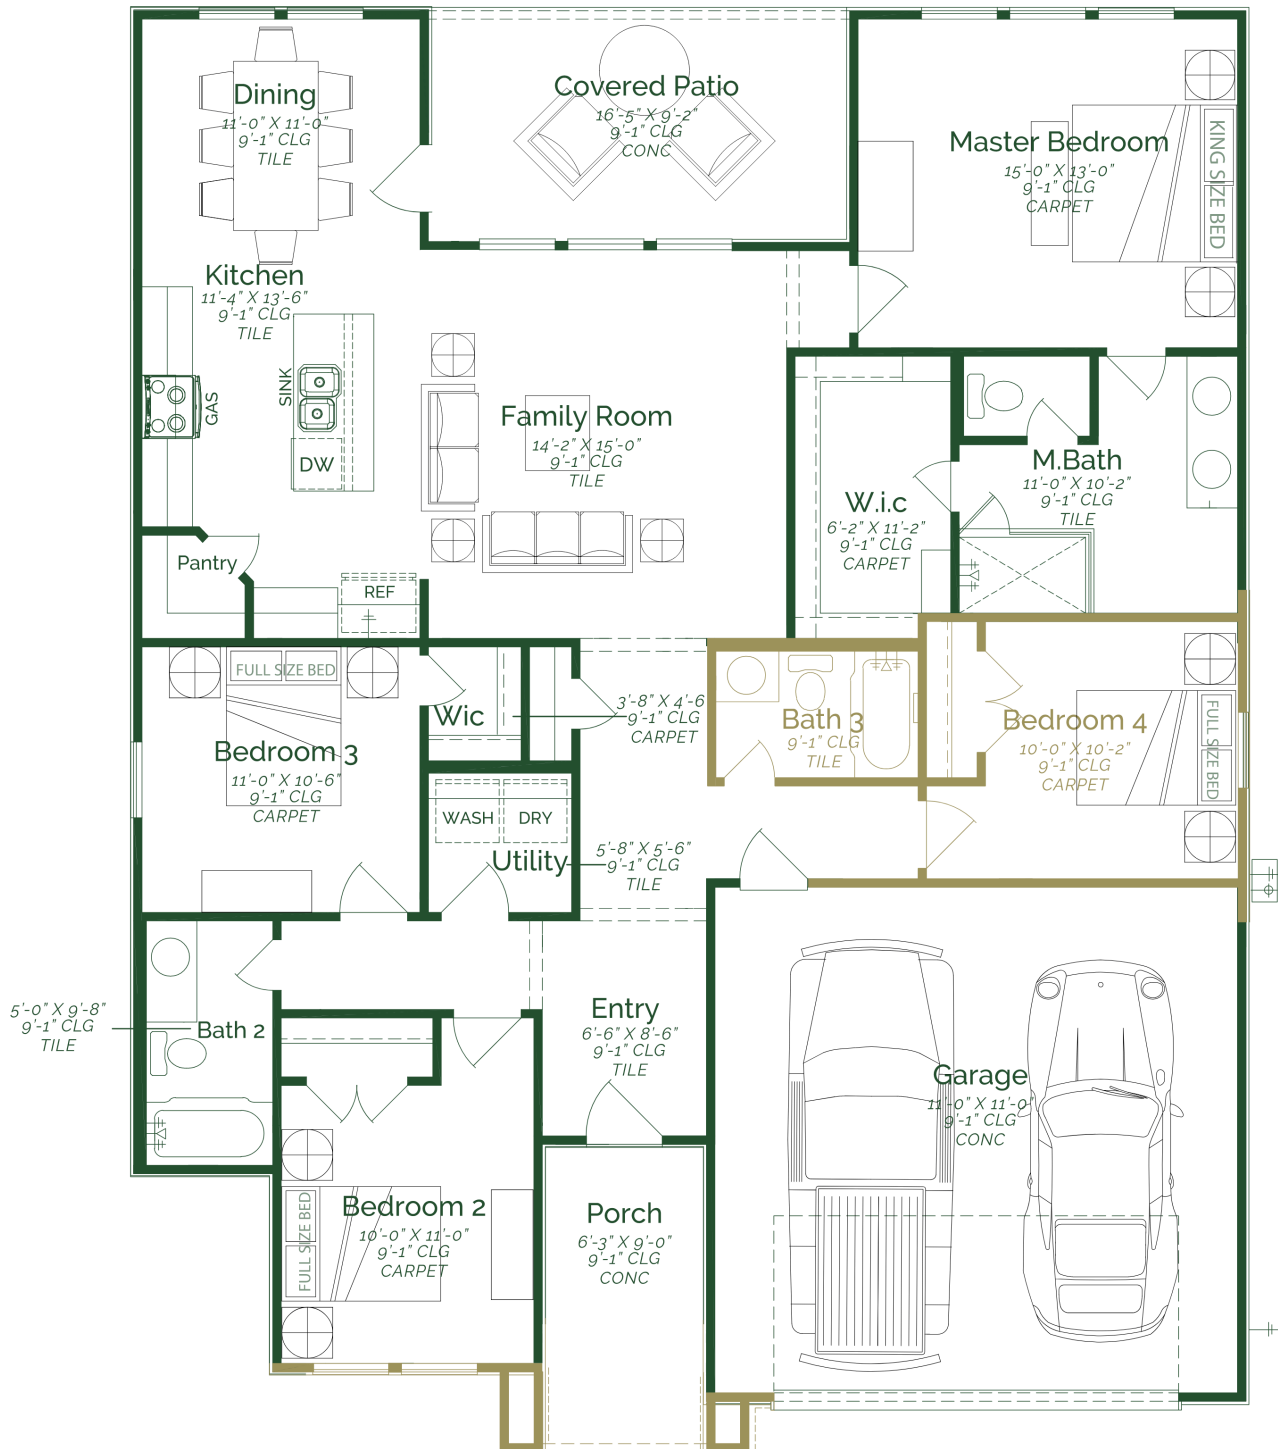 Dining
11'-0" X 11'-0"
9'-1" CLG
TILE
Covered Patio
16'-5" X 9'-2"
9'-1" CLG
CONC
Master Bedroom
15'-0" X 13'-0"
9'-1" CLG
CARPET
KING SIZE BED
Kitchen
11'-4" X 13'-6"
9'-1" CLG
TILE
GAS
SINK
DW
Family Room
14'-2" X 15'-0"
9'-1" CLG
TILE
M.Bath
11'-0" X 10'-2"
9'-1" CLG
TILE
W.i.c
6'-2" X 11'-2"
9'-1" CLG
CARPET
Pantry
REF
FULL SIZE BED
Bedroom 3
11'-0" X 10'-6"
9'-1" CLG
CARPET
Wic
3'-8" X 4'-6
9'-1" CLG
CARPET
Bath 3
9'-1" CLG
TILE
Bedroom 4
10'-0" X 10'-2"
9'-1" CLG
CARPET
FULL SIZE BED
WASH
DRY
Utility
5'-8" X 5'-6"
9'-1" CLG
TILE
5'-0" X 9'-8"
9'-1" CLG
TILE
Bath 2
Entry
6'-6" X 8'-6"
9'-1" CLG
TILE
Garage
11'-0" X 11'-0"
9'-1" CLG
CONC
Bedroom 2
10'-0" X 11'-0"
9'-1" CLG
CARPET
FULL SIZE BED
Porch
6'-3" X 9'-0"
9'-1" CLG
CONC